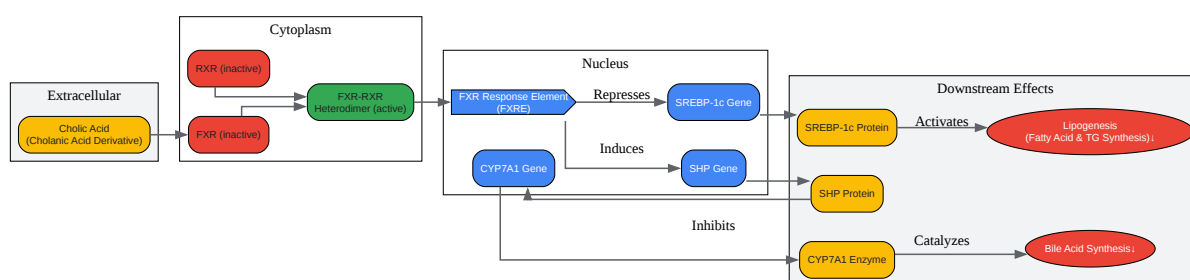 Extracellular
Cholic Acid
(Cholanic Acid Derivative)
Cytoplasm
RXR (inactive)
FXR (inactive)
FXR-RXR
Heterodimer (active)
Nucleus
FXR Response Element
(FXRE)
Represses
SREBP-1c Gene
Induces
CYP7A1 Gene
SHP Gene
Inhibits
Downstream Effects
SREBP-1c Protein
Activates
Lipogenesis
(Fatty Acid & TG Synthesis)↓
SHP Protein
CYP7A1 Enzyme
Catalyzes
Bile Acid Synthesis↓